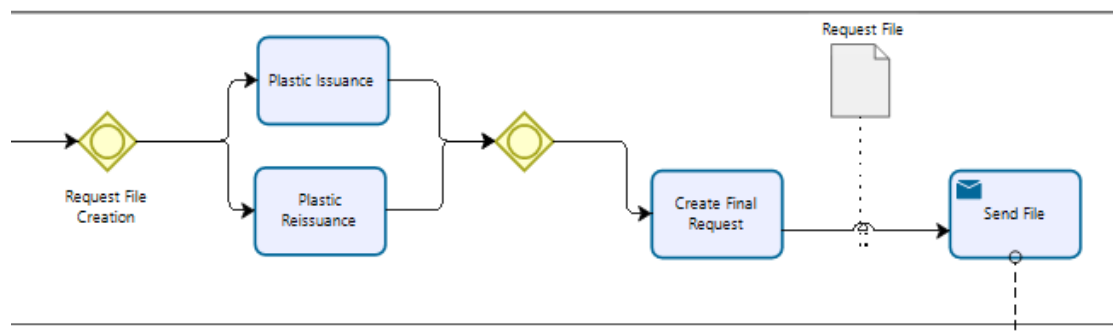 Request File
Plastic Issuance
Request File
Creation
Plastic
Reissuance
Create Final
Request
Send File